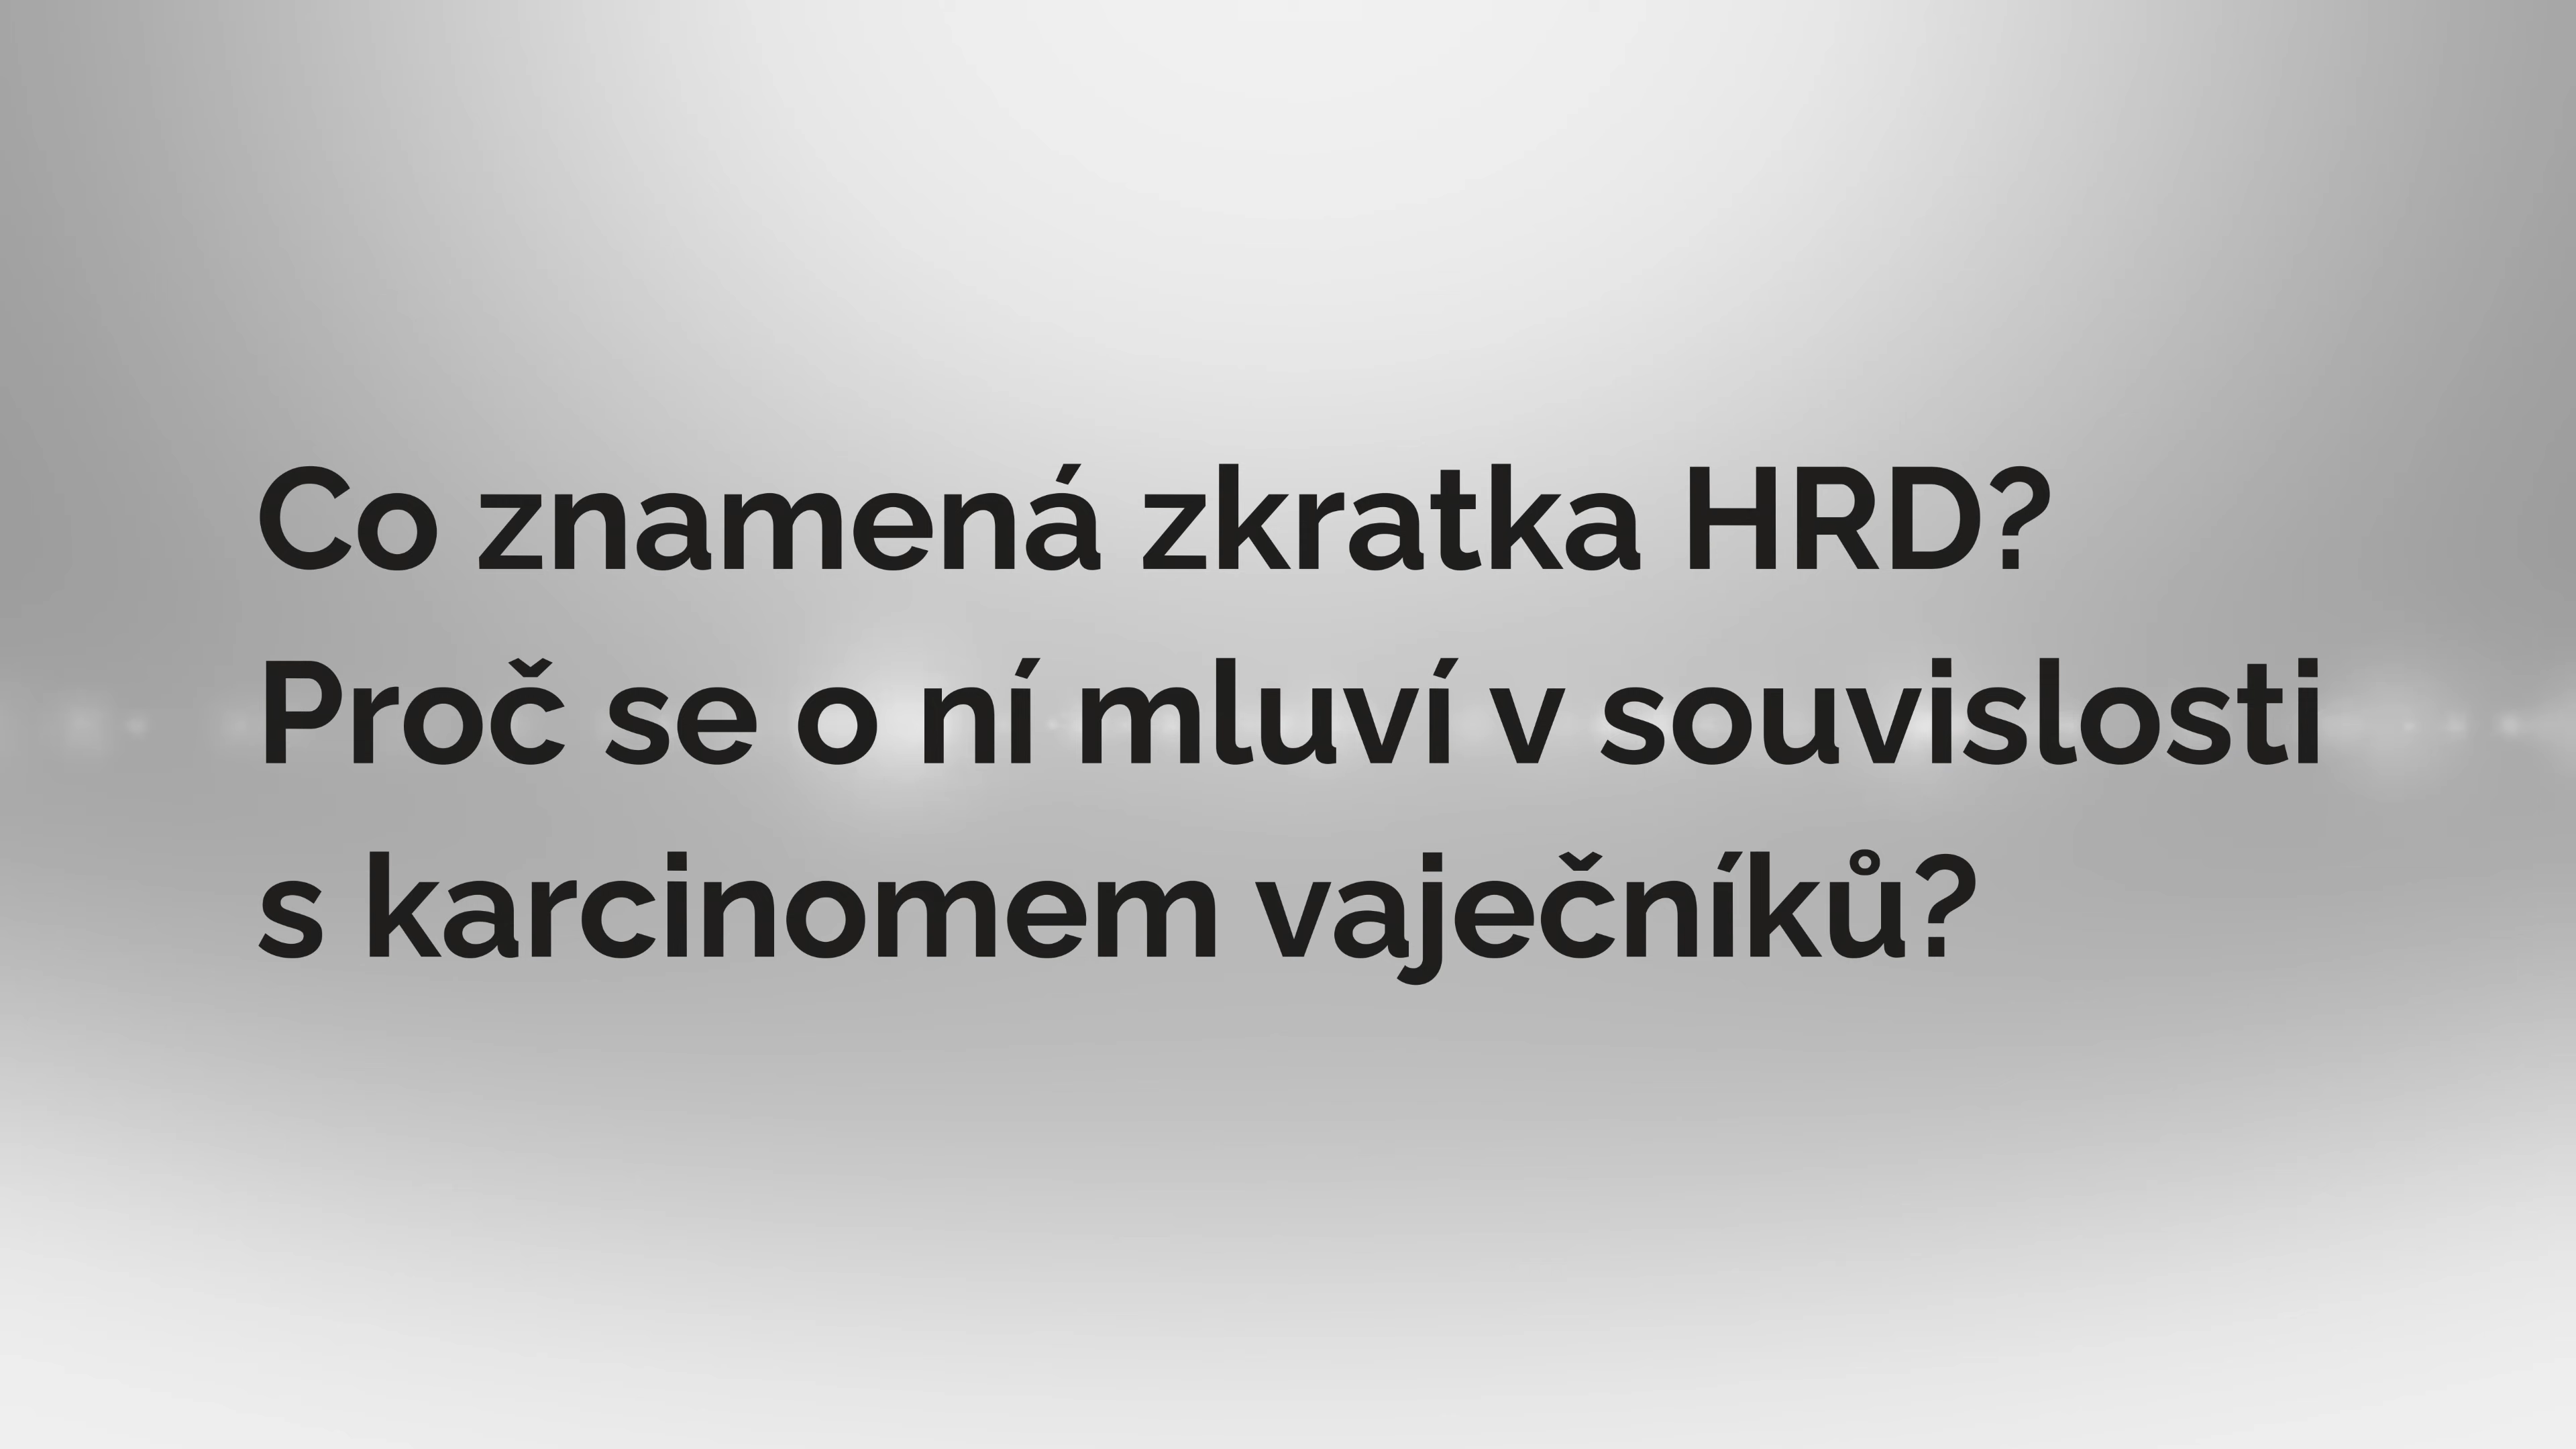 Co znamená zkratka HRD?
Proč se o ní mluví v souvislosti
s karcinomem vaječníků?